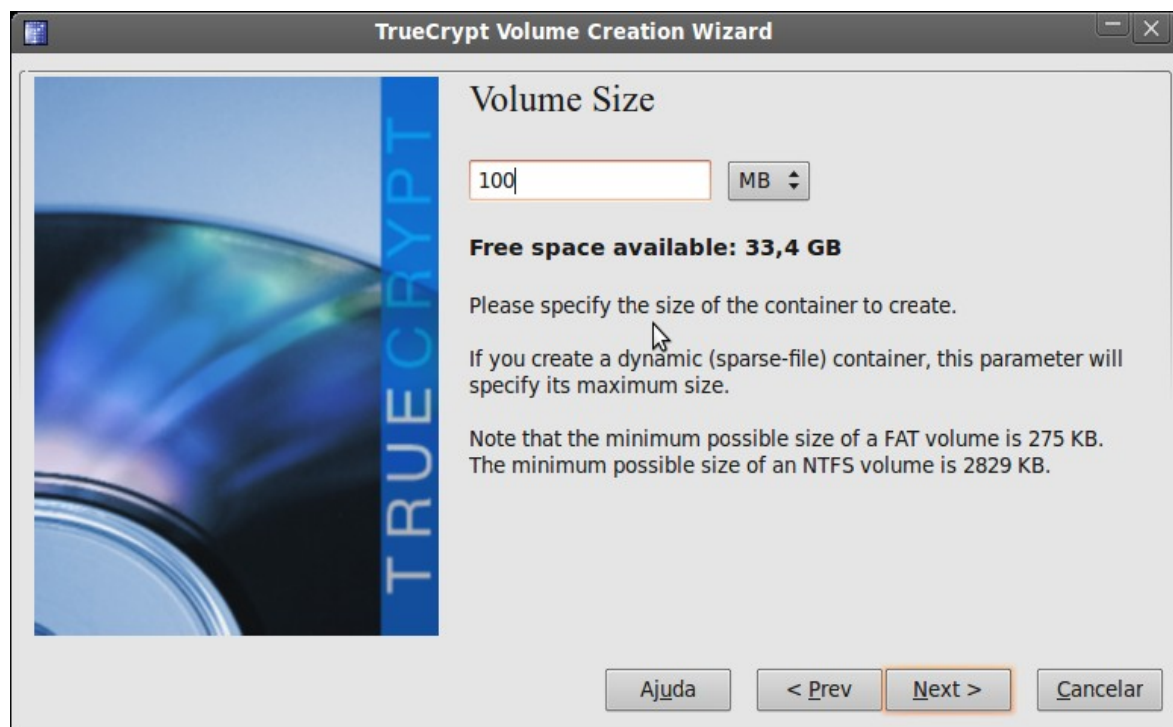 TrueCrypt Volume Creation Wizard
TRUECRYPT
Volume Size
100 MB
Free space available: 33,4 GB
Please specify the size of the container to create.
If you create a dynamic (sparse-file) container, this parameter will
specify its maximum size.
Note that the minimum possible size of a FAT volume is 275 KB.
The minimum possible size of an NTFS volume is 2829 KB.
Ajuda < Prev Next > Cancelar